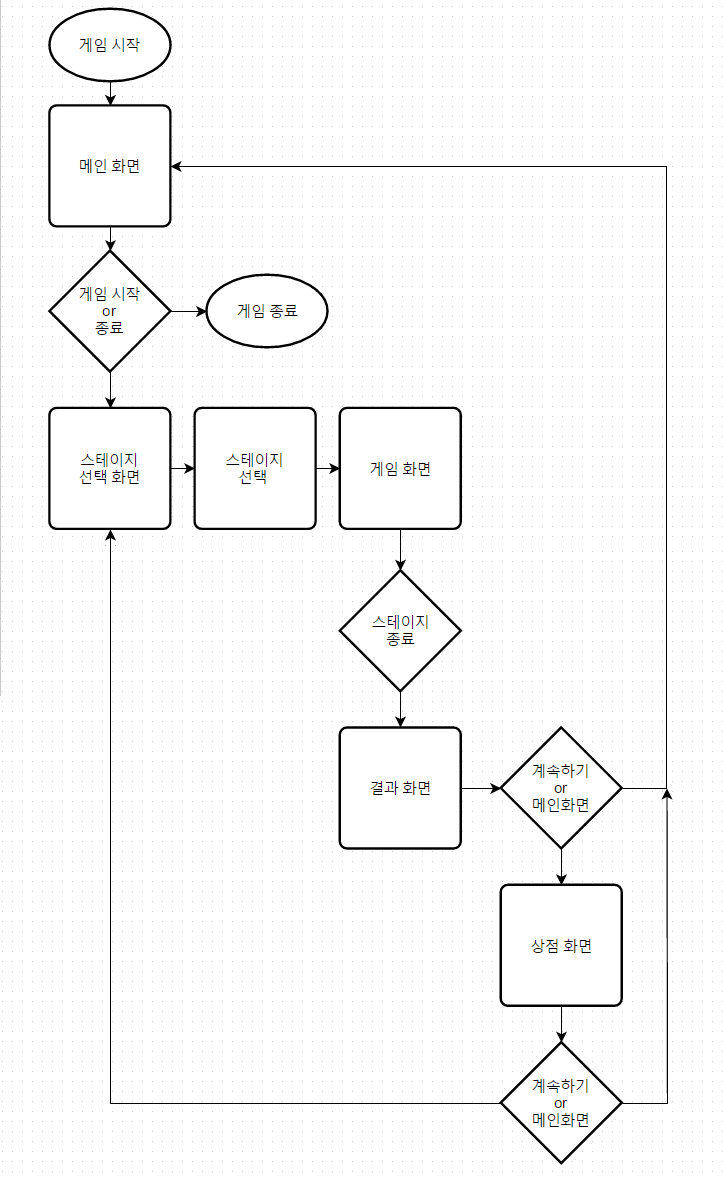 게임 시작
메인 화면
게임 시작
or
종료
게임 종료
스테이지
선택 화면
스테이지
선택
게임 화면
스테이지
종료
결과 화면
계속하기
or
메인화면
상점 화면
계속하기
or
메인화면